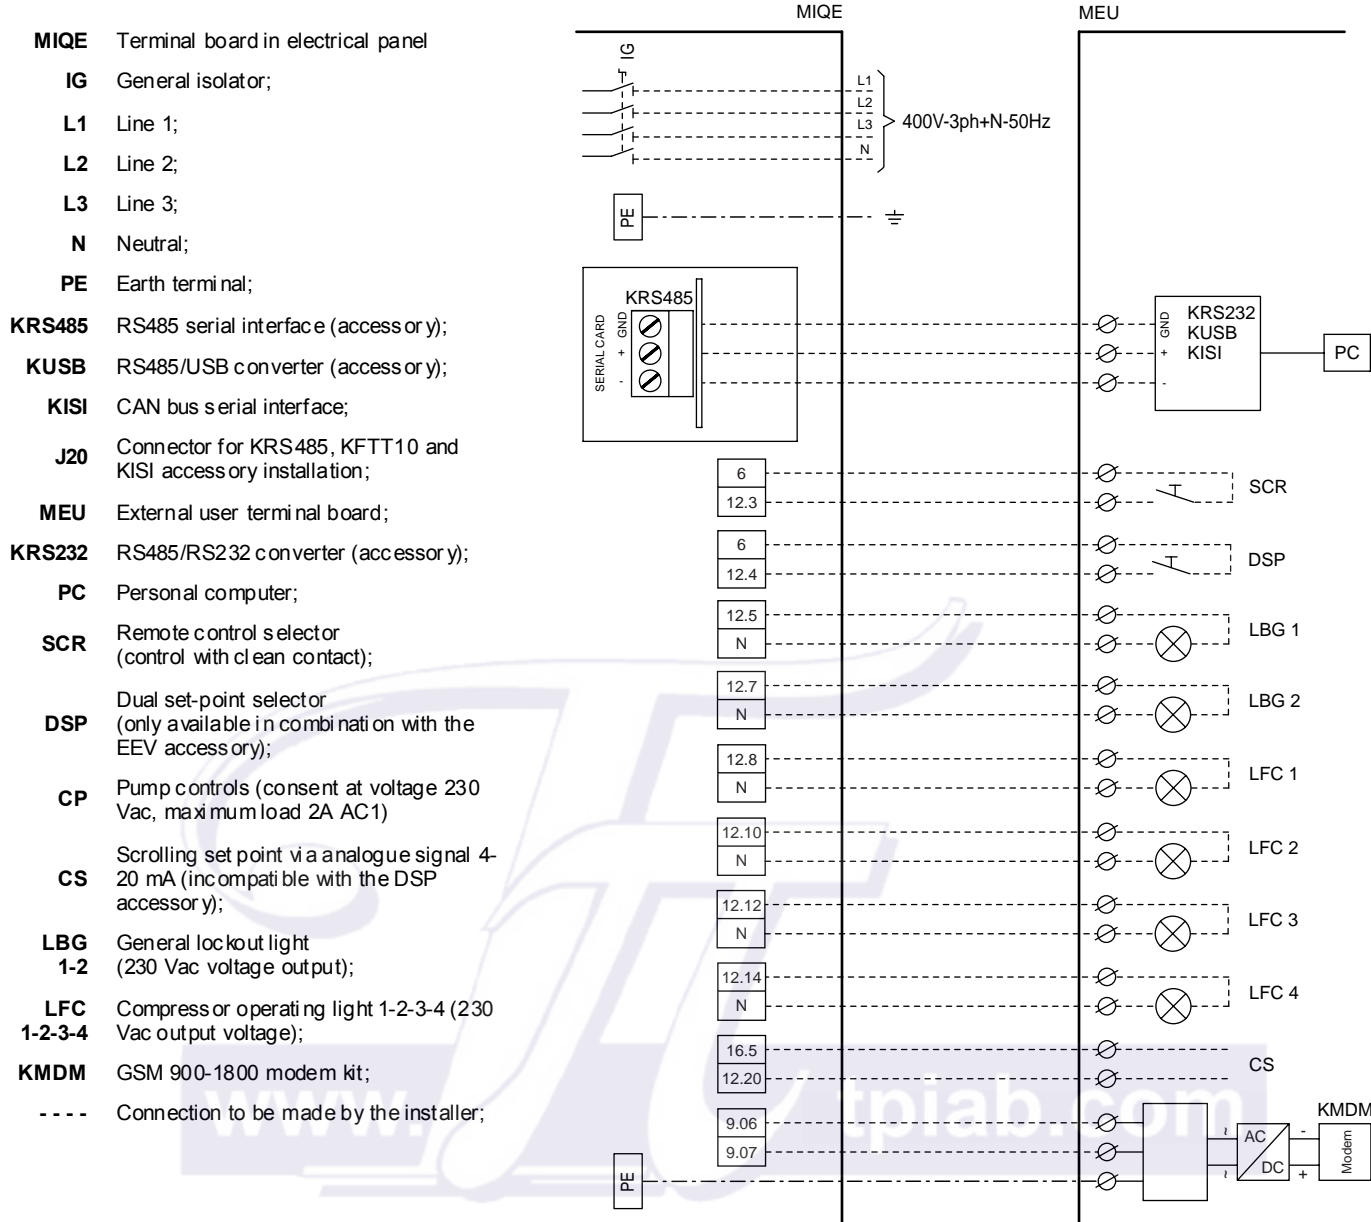 MIQE Terminal board in electrical panel
IG General isolator;
L1 Line 1;
L2 Line 2;
L3 Line 3;
N Neutral;
PE Earth terminal;
KRS485 RS485 serial interface (accessory);
KUSB RS485/USB converter (accessory);
KISI CAN bus serial interface;
J20 Connector for KRS485, KFTT10 and
KISI accessory installation;
MEU External user terminal board;
KRS232 RS485/RS232 converter (accessory);
PC Personal computer;
SCR Remote control selector
(control with clean contact);
DSP Dual set-point selector
(only available in combination with the
EEV accessory);
CP Pump controls (consent at voltage 230
Vac, maximum load 2A AC1)
CS Scrolling set point via analogue signal 4-
20 mA (incompatible with the DSP
accessory);
LBG General lockout light
1-2 (230 Vac voltage output);
LFC Compressor operating light 1-2-3-4 (230
1-2-3-4 Vac output voltage);
KMDM GSM 900-1800 modem kit;
- - - - Connection to be made by the installer;
MIQE MEU
IG
L1
L2
L3
N
400V-3ph+N-50Hz
PE
KRS485
SERIAL CARD
GND
+
-
GND
+
-
KRS232
KUSB
KISI
PC
6
12.3
SCR
6
12.4
DSP
12.5
N
LBG 1
12.7
N
LBG 2
12.8
N
LFC 1
12.10
N
LFC 2
12.12
N
LFC 3
12.14
N
LFC 4
16.5
12.20
CS
9.06
9.07
PE
~
~
AC
DC
-
+
KMDM
Modem
www.tpiab.com